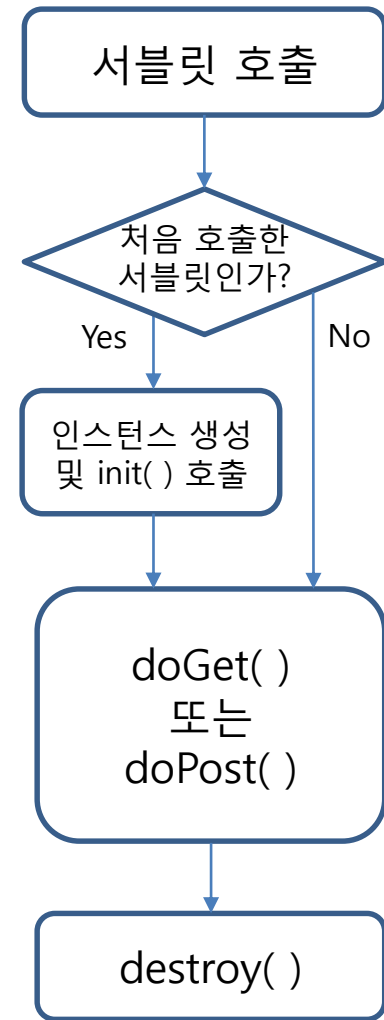 서블릿 호출
처음 호출한
서블릿인가?
Yes
No
인스턴스 생성
및 init( ) 호출
doGet( )
또는
doPost( )
destroy( )